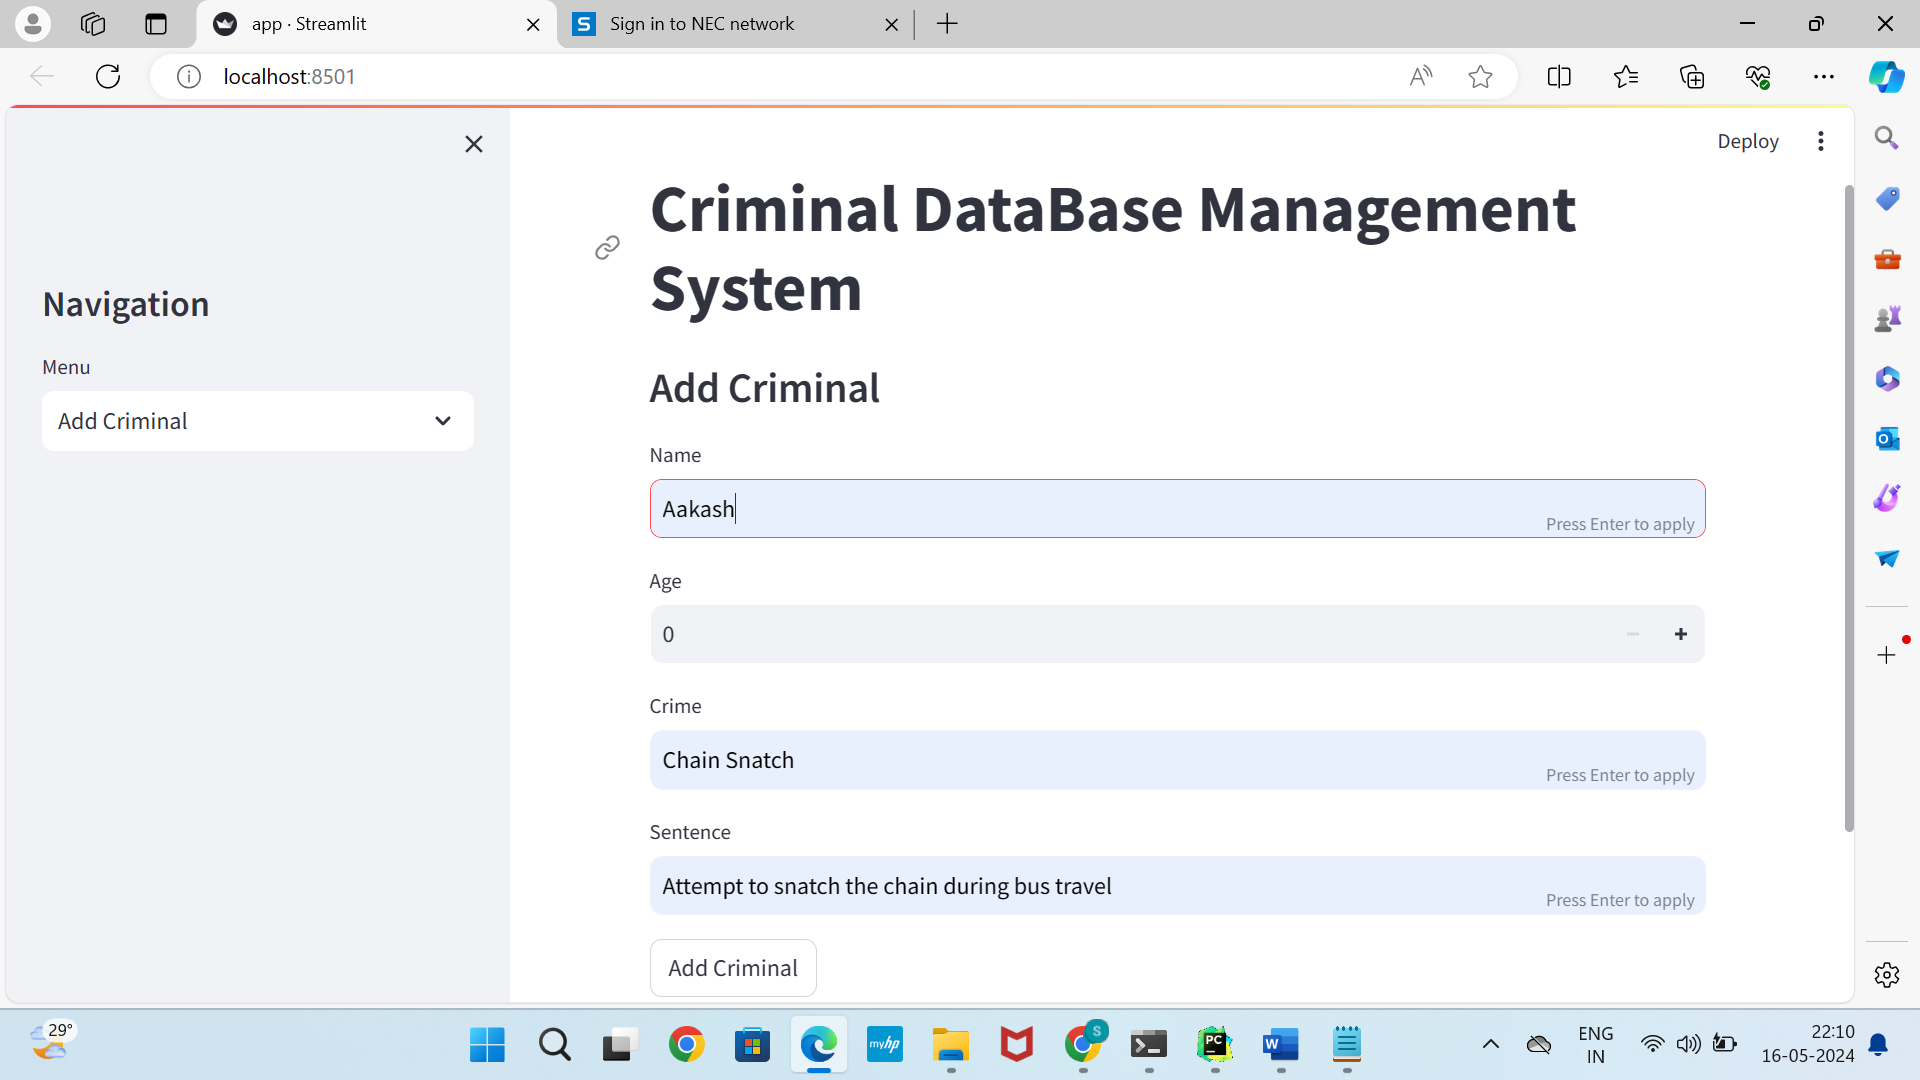 app · Streamlit
Sign in to NEC network
localhost:8501
Deploy
Criminal DataBase Management
System
Navigation
Menu
Add Criminal
Add Criminal
Name
Aakash
Press Enter to apply
Age
0
Crime
Chain Snatch
Press Enter to apply
Sentence
Attempt to snatch the chain during bus travel
Press Enter to apply
Add Criminal
29°
myhp
S
PC
W
ENG
IN
22:10
16-05-2024